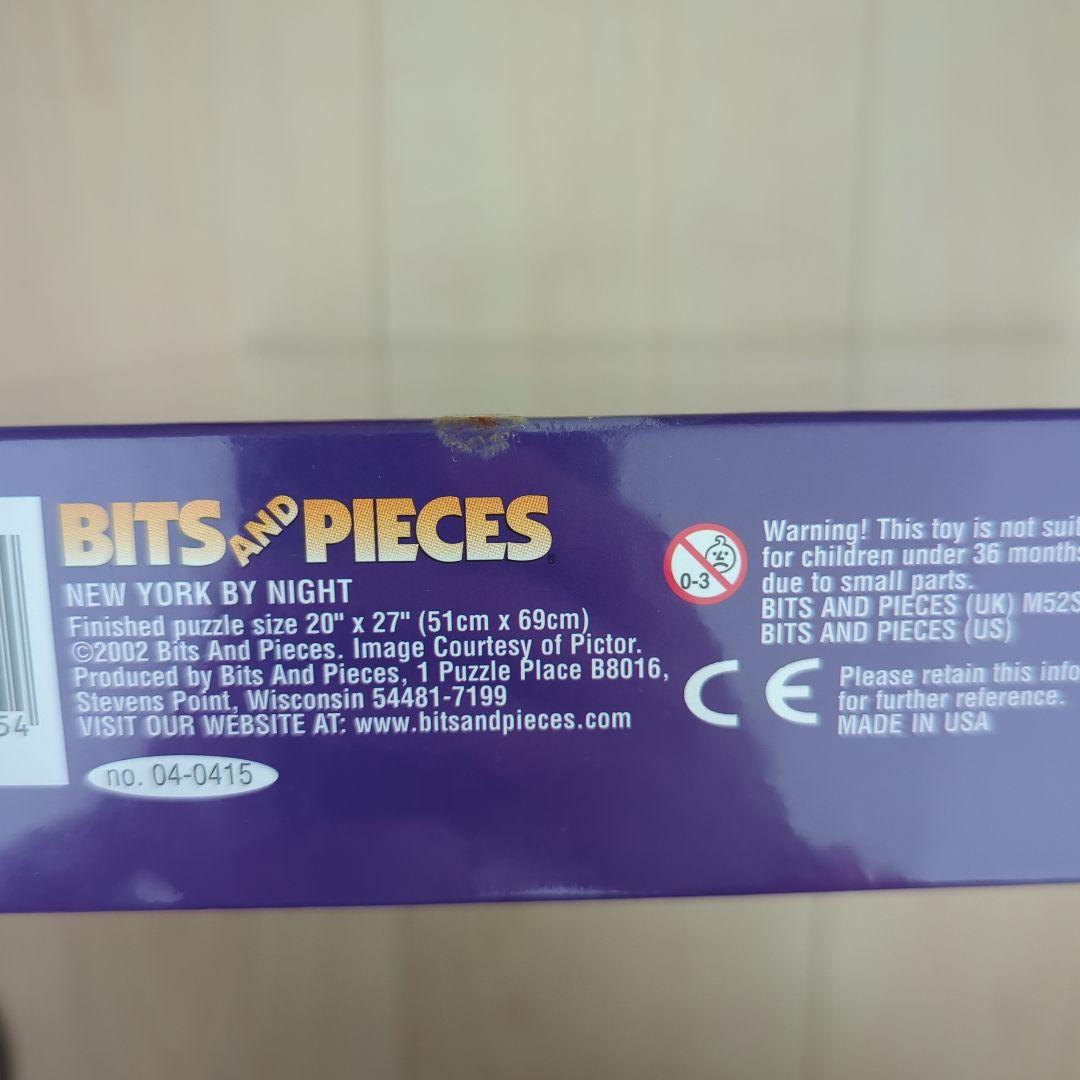 BITS AND PIECES
NEW YORK BY NIGHT
Finished puzzle size 20" x 27" (51cm x 69cm)
©2002 Bits And Pieces. Image Courtesy of Pictor.
Produced by Bits And Pieces, 1 Puzzle Place B8016,
Stevens Point, Wisconsin 54481-7199
VISIT OUR WEBSITE AT: www.bitsandpieces.com
no. 04-0415
54
0-3
Warning! This toy is not suit
for children under 36 months
due to small parts.
BITS AND PIECES (UK) M52S
BITS AND PIECES (US)
CE
Please retain this info
for further reference.
MADE IN USA